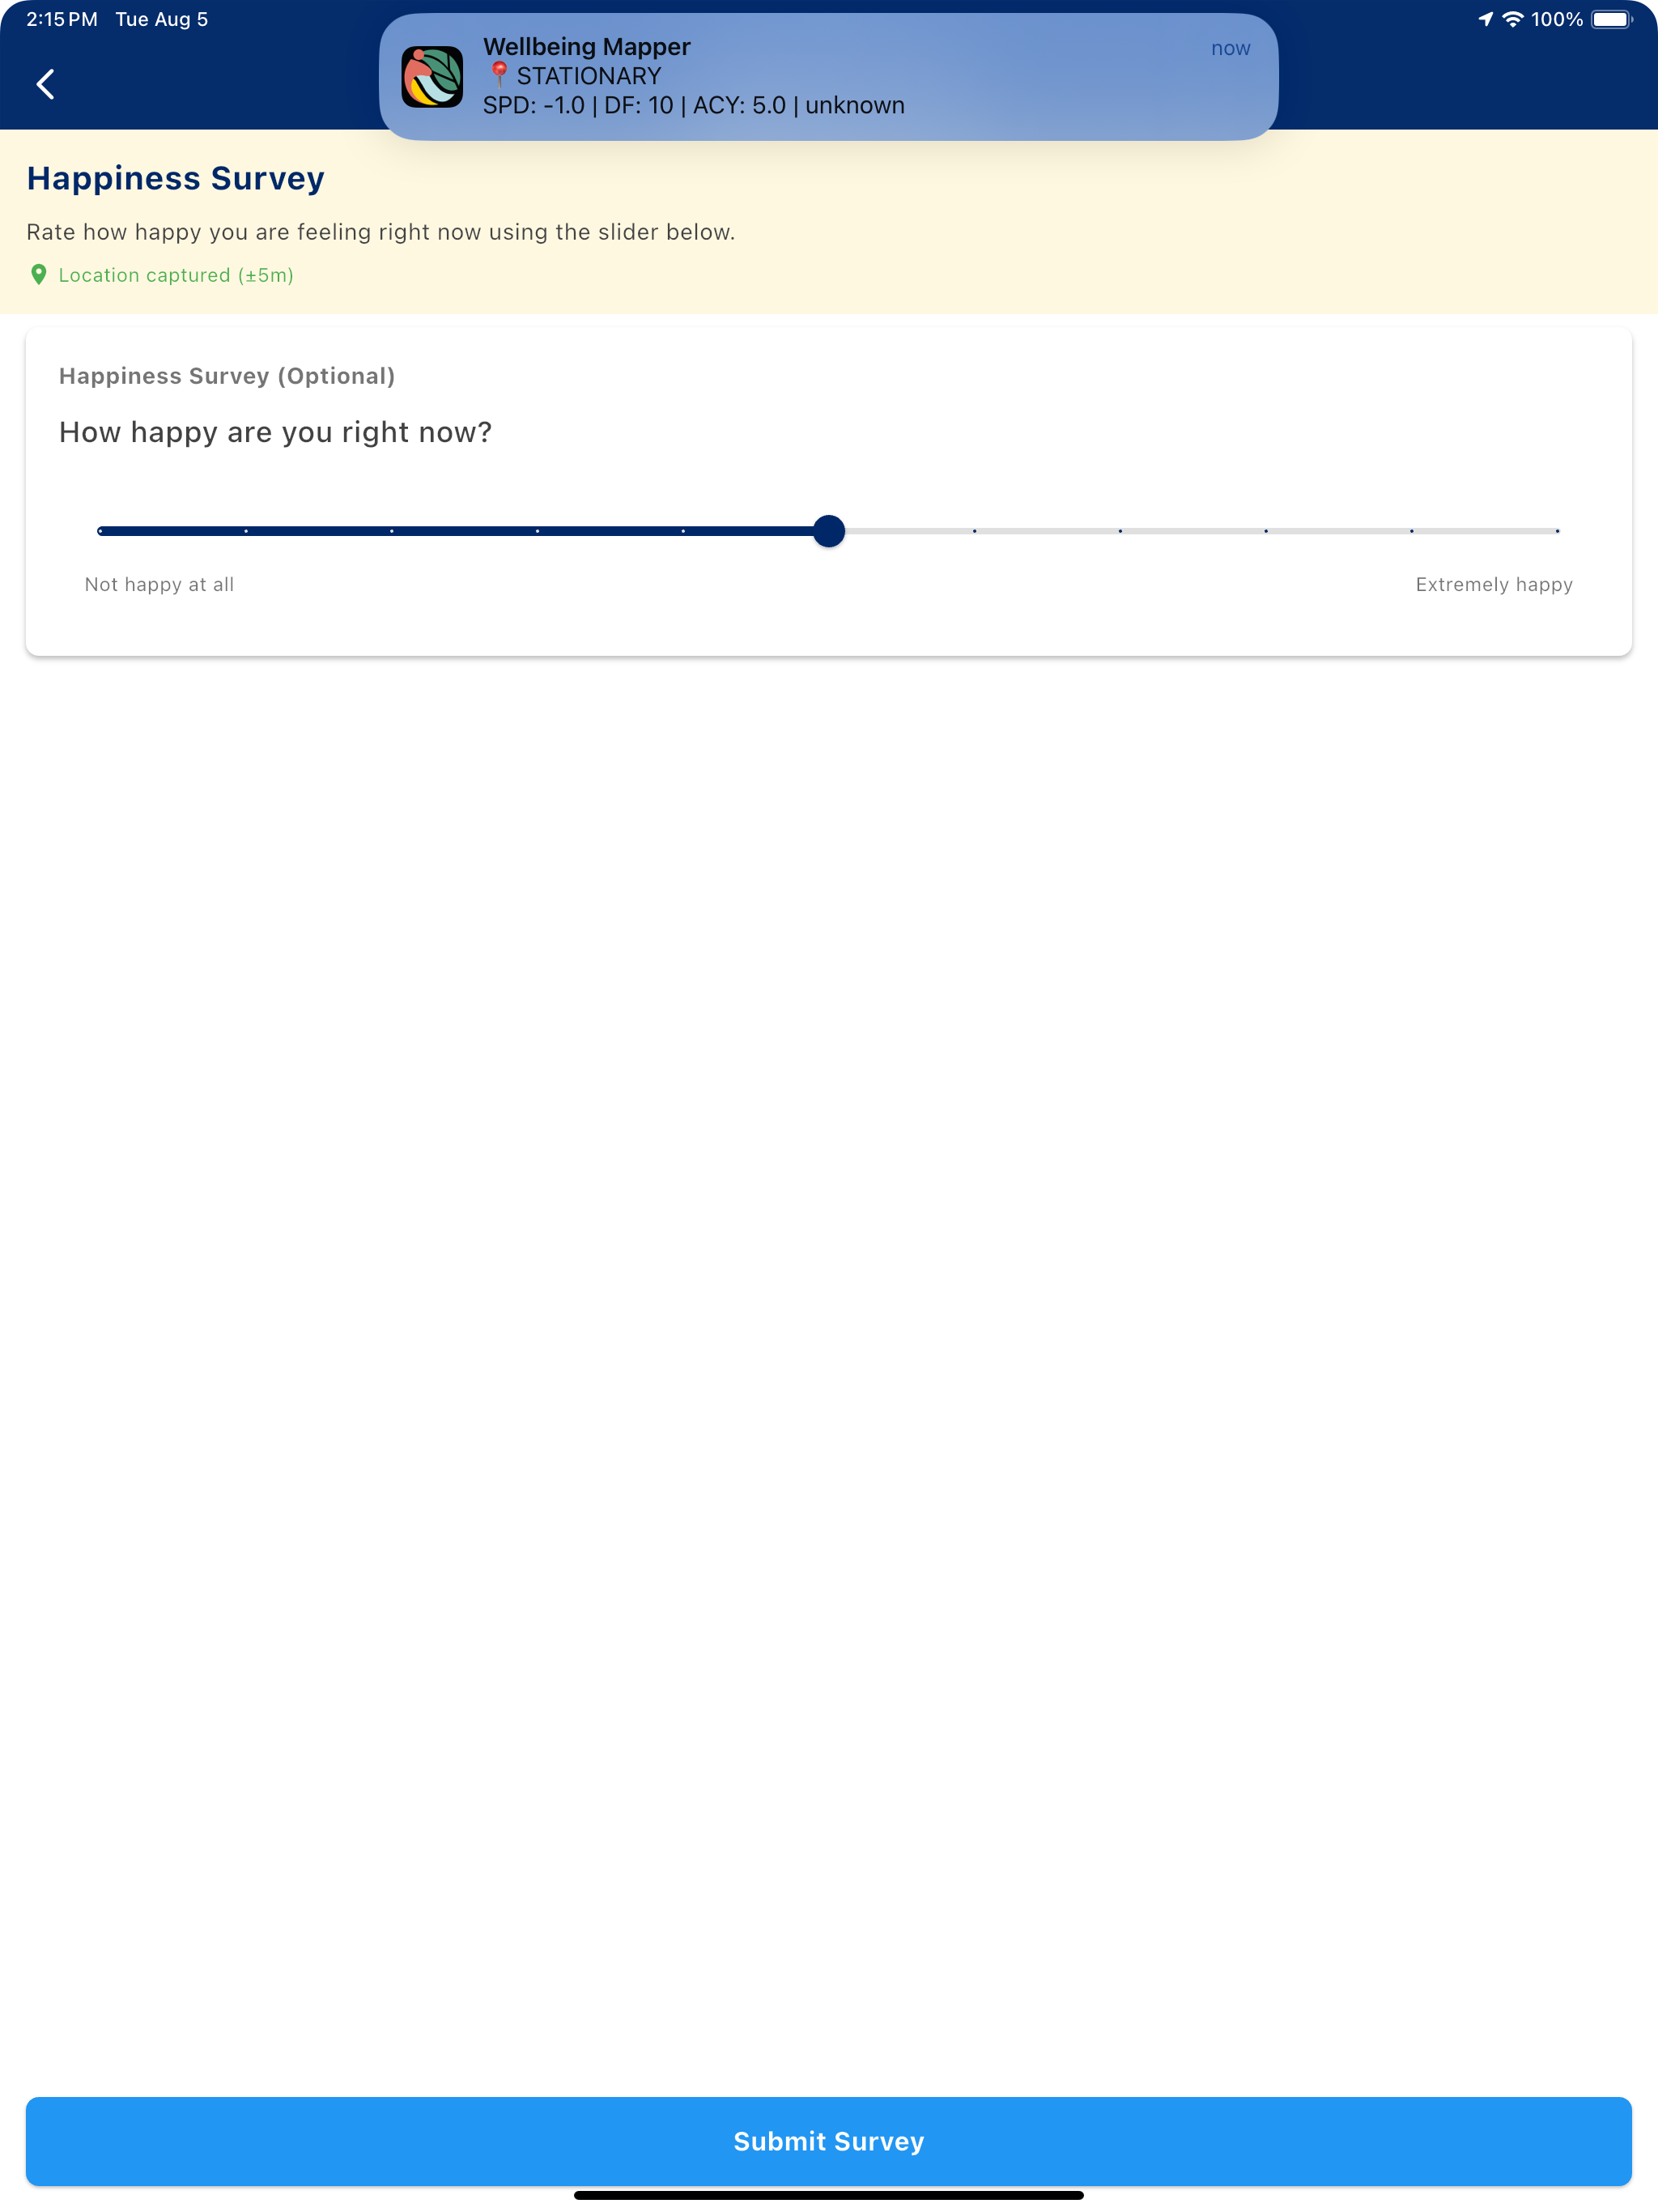 2:15 PM Tue Aug 5
100%
Wellbeing Mapper
now
📍 STATIONARY
SPD: -1.0 | DF: 10 | ACY: 5.0 | unknown
Happiness Survey
Rate how happy you are feeling right now using the slider below.
Location captured (±5m)
Happiness Survey (Optional)
How happy are you right now?
Not happy at all
Extremely happy
Submit Survey